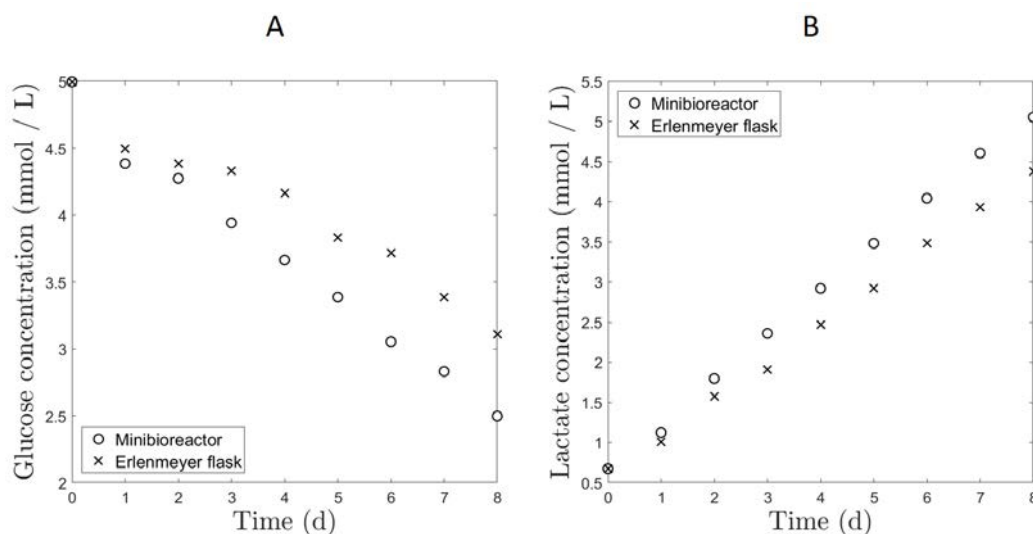 A
B
Glucose concentration (mmol / L)
5
4.5
4
3.5
3
2.5
2
Minibioreactor
Erlenmeyer flask
0 1 2 3 4 5 6 7 8
Time (d)
Lactate concentration (mmol / L)
5.5
5
4.5
4
3.5
3
2.5
2
1.5
1
0.5
Minibioreactor
Erlenmeyer flask
0 1 2 3 4 5 6 7 8
Time (d)